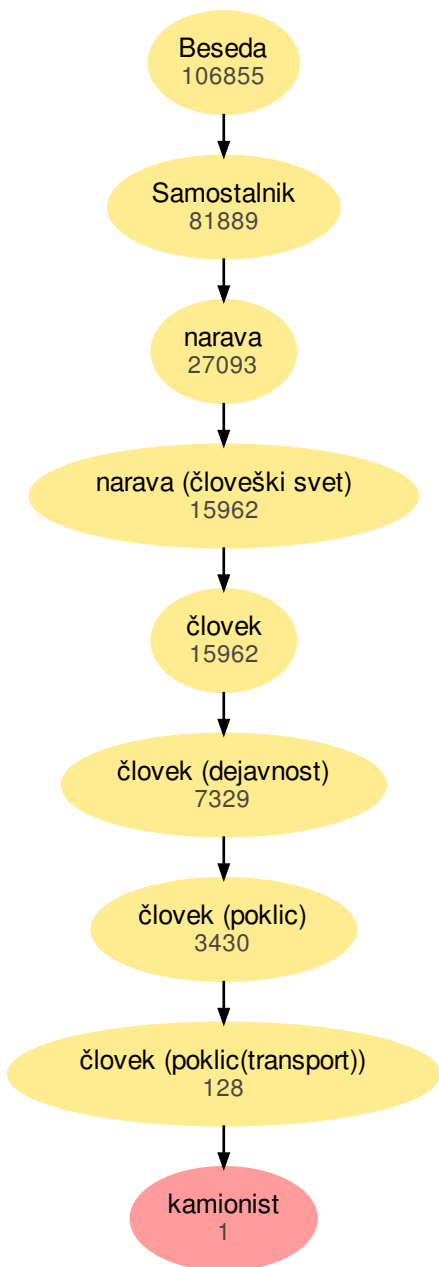 Beseda
106855
Samostalnik
81889
narava
27093
narava (človeški svet)
15962
človek
15962
človek (dejavnost)
7329
človek (poklic)
3430
človek (poklic(transport))
128
kamionist
1